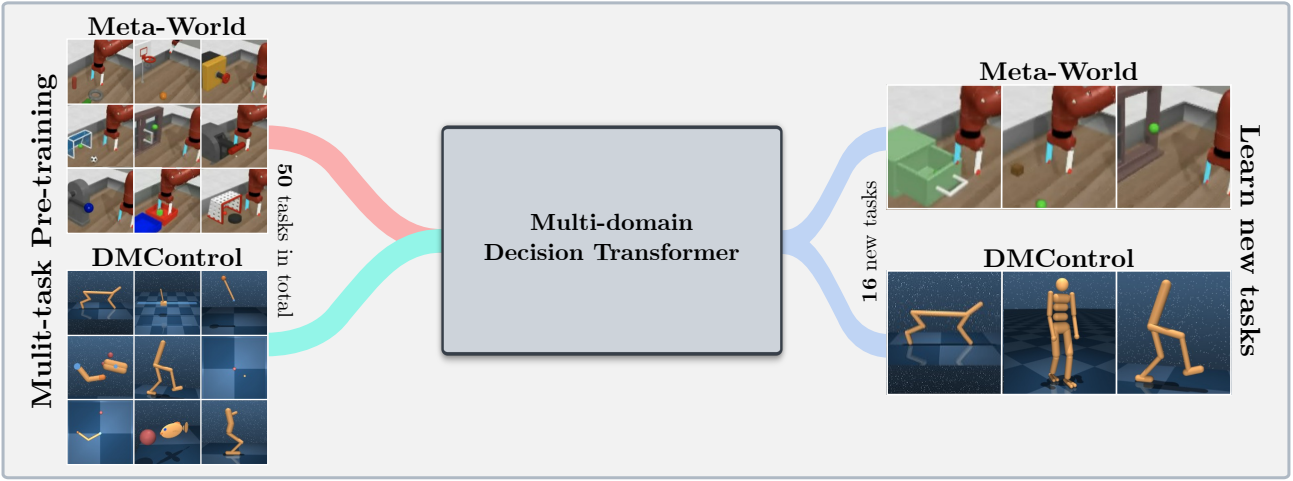 Mulit-task Pre-training
Meta-World
DMControl
50 tasks in total
Multi-domain
Decision Transformer
16 new tasks
Meta-World
DMControl
Learn new tasks